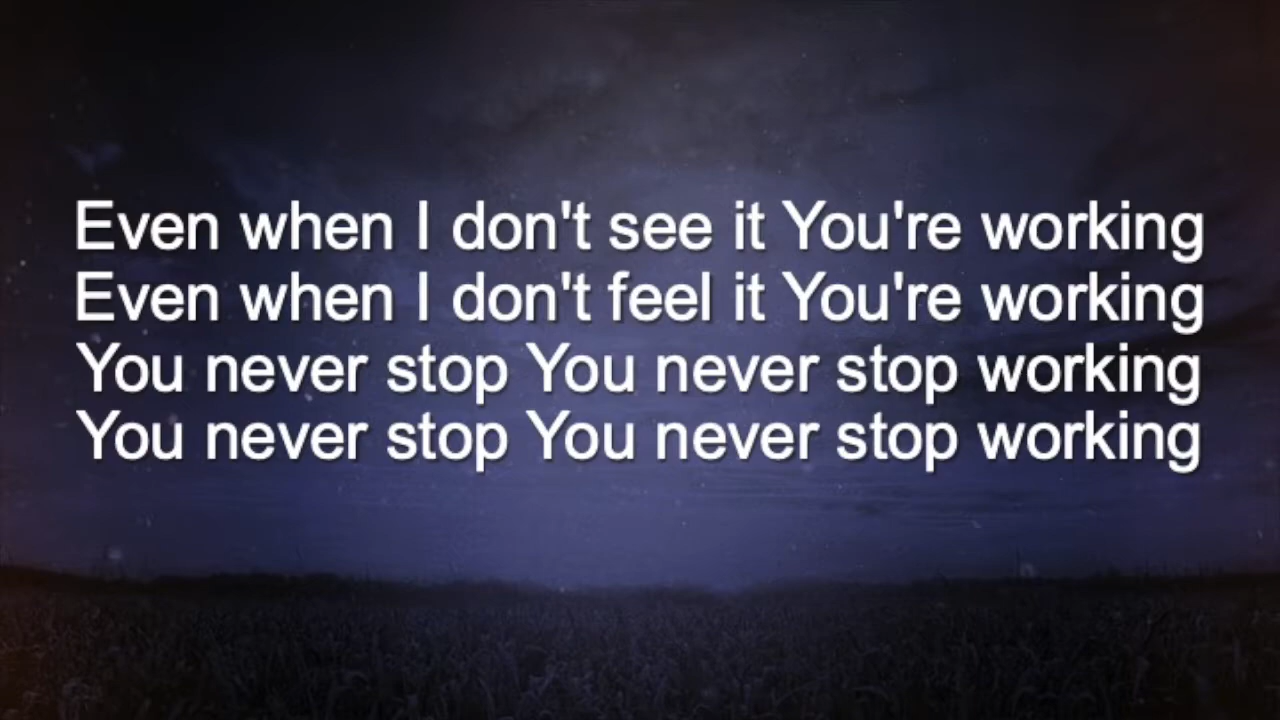 Even when I don't see it You're working
Even when I don't feel it You're working
You never stop You never stop working
You never stop You never stop working